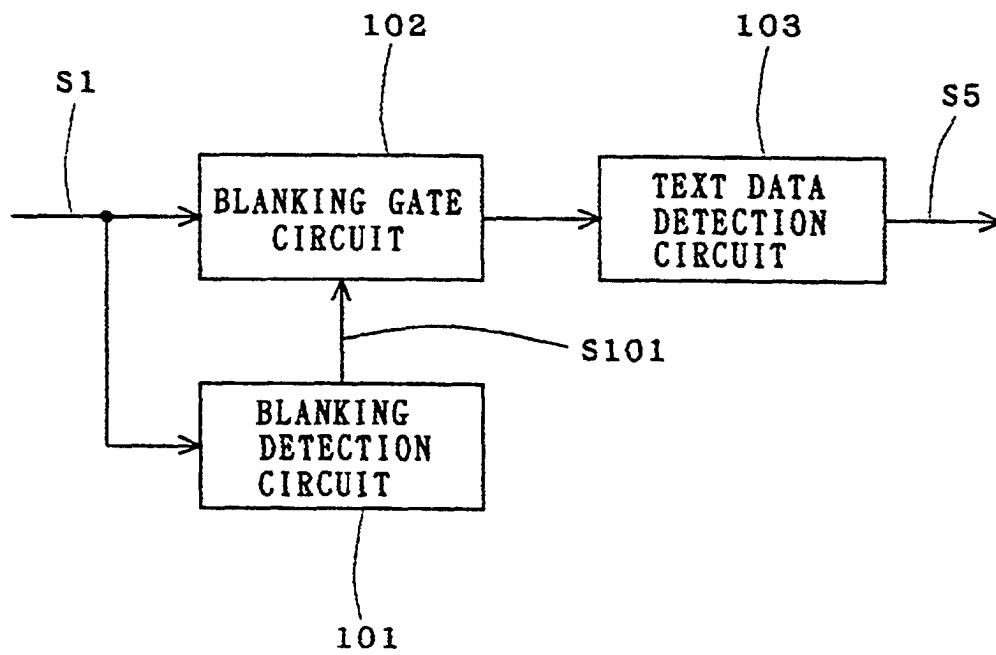 102
103
S1
S5
BLANKING GATE
CIRCUIT
TEXT DATA
DETECTION
CIRCUIT
S101
BLANKING
DETECTION
CIRCUIT
101